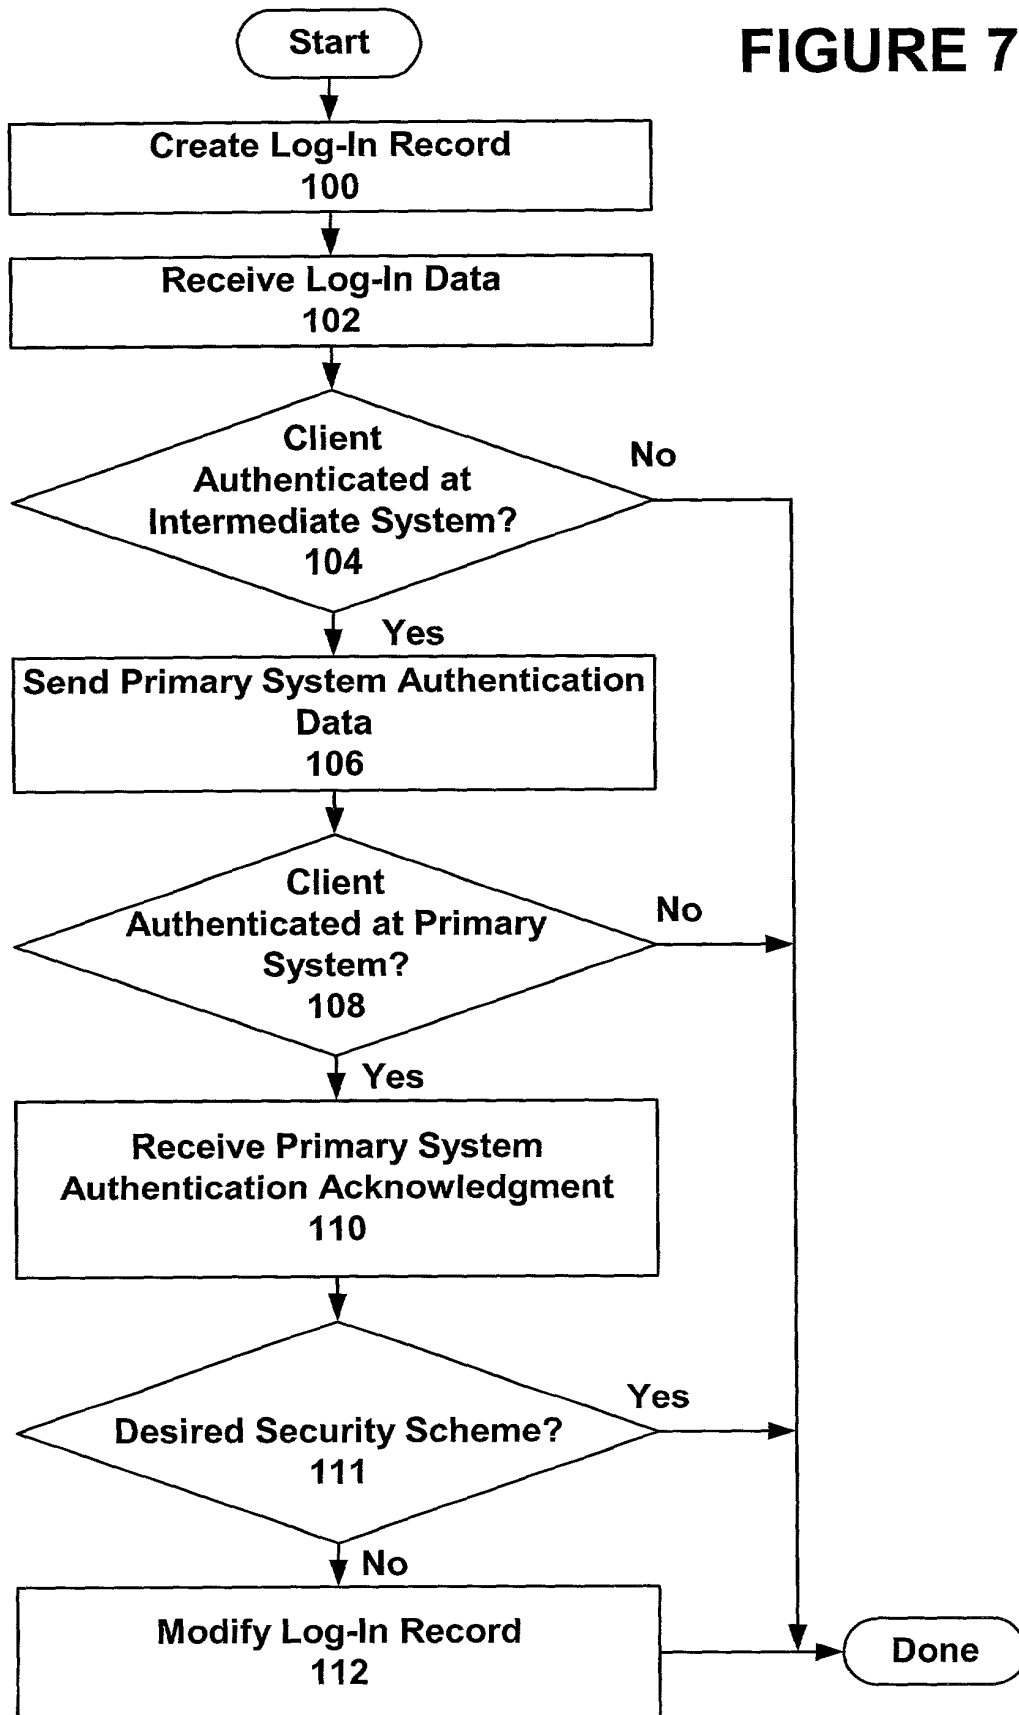 FIGURE 7
Start
Create Log-In Record
100
Receive Log-In Data
102
Client
Authenticated at
Intermediate System?
104
No
Yes
Send Primary System Authentication
Data
106
Client
Authenticated at Primary
System?
108
No
Yes
Receive Primary System
Authentication Acknowledgment
110
Desired Security Scheme?
111
Yes
No
Modify Log-In Record
112
Done